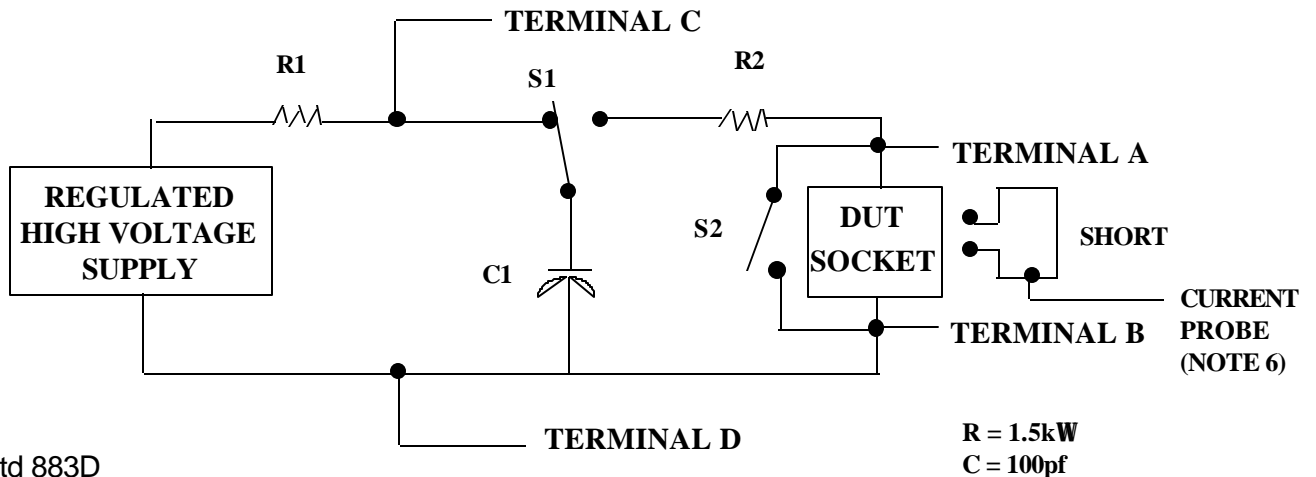 TERMINAL C
R1
S1
R2
TERMINAL A
REGULATED
HIGH VOLTAGE
SUPPLY
C1
S2
DUT
SOCKET
SHORT
CURRENT
PROBE
(NOTE 6)
TERMINAL B
TERMINAL D
R = 1.5kW
C = 100pf
td 883D